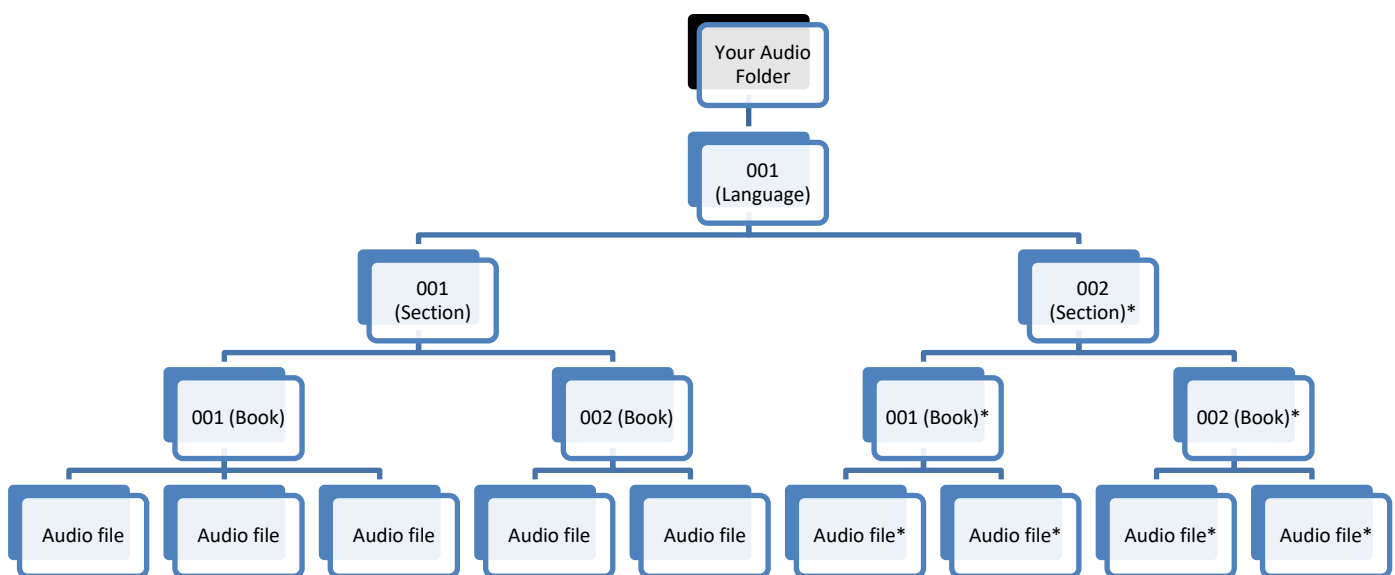 Your Audio
Folder
001
(Language)
001
(Section)
002
(Section)*
001 (Book)
002 (Book)
001 (Book)*
002 (Book)*
Audio file
Audio file
Audio file
Audio file
Audio file
Audio file*
Audio file*
Audio file*
Audio file*